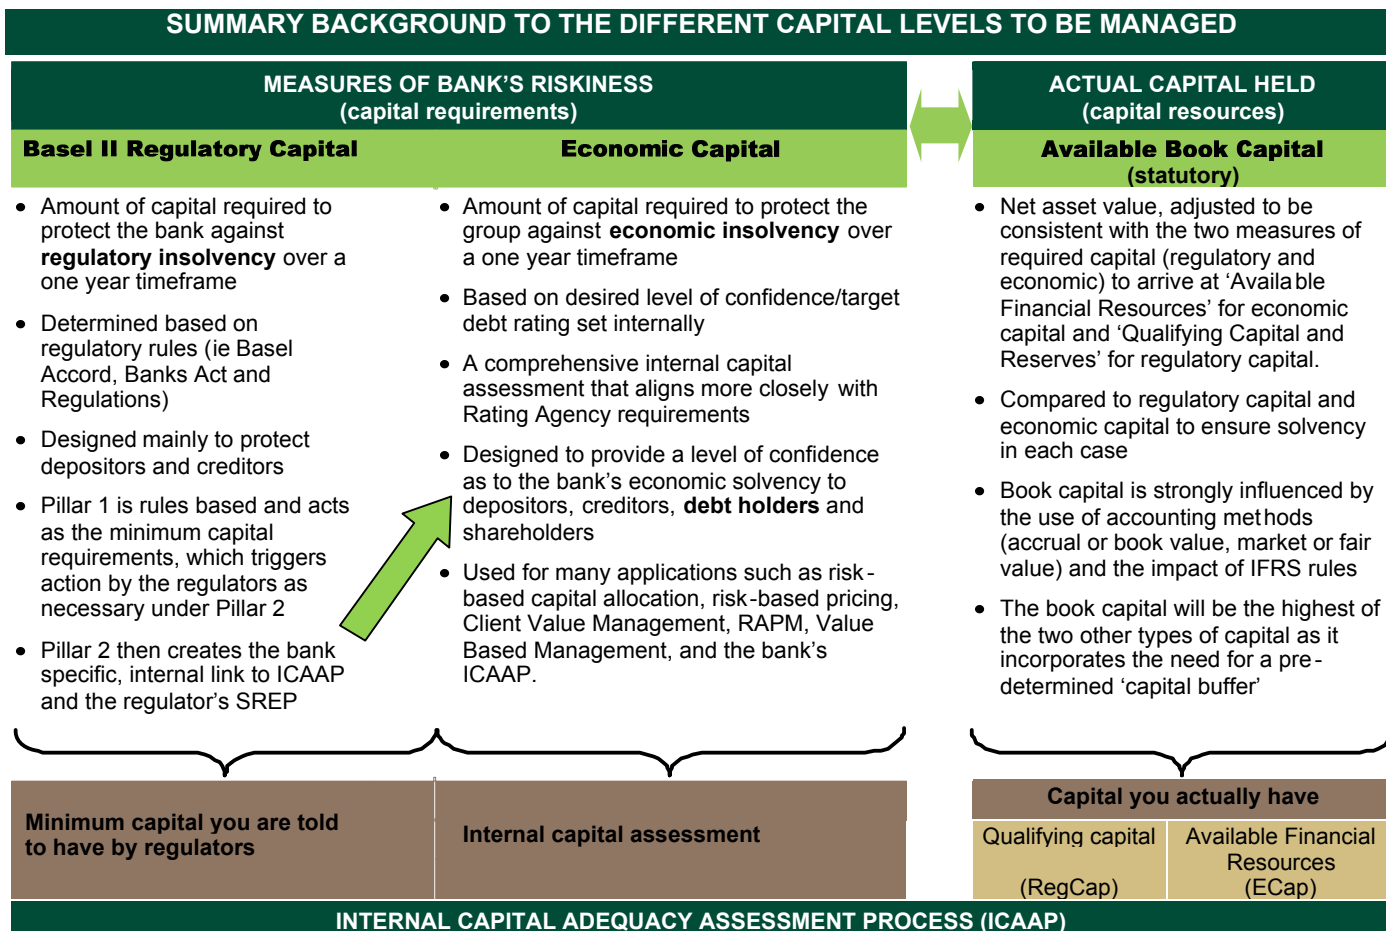 SUMMARY BACKGROUND TO THE DIFFERENT CAPITAL LEVELS TO BE MANAGED
MEASURES OF BANK'S RISKINESS
(capital requirements)
Basel II Regulatory Capital
• Amount of capital required to
protect the bank against
regulatory insolvency over a
one year timeframe
• Determined based on
regulatory rules (ie Basel
Accord, Banks Act and
Regulations)
• Designed mainly to protect
depositors and creditors
• Pillar 1 is rules based and acts
as the minimum capital
requirements, which triggers
action by the regulators as
necessary under Pillar 2
• Pillar 2 then creates the bank
specific, internal link to ICAAP
and the regulator's SREP
Minimum capital you are told
to have by regulators
Economic Capital
• Amount of capital required to protect the
group against economic insolvency over
a one year timeframe
• Based on desired level of confidence/target
debt rating set internally
• A comprehensive internal capital
assessment that aligns more closely with
Rating Agency requirements
• Designed to provide a level of confidence
as to the bank's economic solvency to
depositors, creditors, debt holders and
shareholders
• Used for many applications such as risk-
based capital allocation, risk-based pricing,
Client Value Management, RAPM, Value
Based Management, and the bank's
ICAAP.
Internal capital assessment
ACTUAL CAPITAL HELD
(capital resources)
Available Book Capital
(statutory)
• Net asset value, adjusted to be
consistent with the two measures of
required capital (regulatory and
economic) to arrive at 'Available
Financial Resources' for economic
capital and 'Qualifying Capital and
Reserves' for regulatory capital.
• Compared to regulatory capital and
economic capital to ensure solvency
in each case
• Book capital is strongly influenced by
the use of accounting methods
(accrual or book value, market or fair
value) and the impact of IFRS rules
• The book capital will be the highest of
the two other types of capital as it
incorporates the need for a pre-
determined 'capital buffer'
Capital you actually have
Qualifying capital
(RegCap)
Available Financial
Resources
(ECap)
INTERNAL CAPITAL ADEQUACY ASSESSMENT PROCESS (ICAAP)